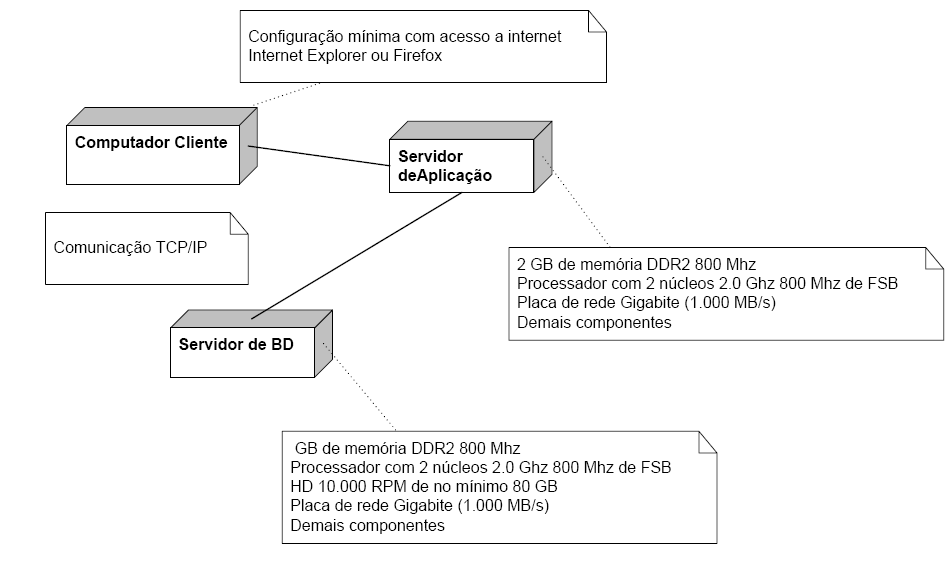 Configuração mínima com acesso a internet
Internet Explorer ou Firefox
Computador Cliente
Servidor
deAplicação
Comunicação TCP/IP
2 GB de memória DDR2 800 Mhz
Processador com 2 núcleos 2.0 Ghz 800 Mhz de FSB
Placa de rede Gigabite (1.000 MB/s)
Demais componentes
Servidor de BD
GB de memória DDR2 800 Mhz
Processador com 2 núcleos 2.0 Ghz 800 Mhz de FSB
HD 10.000 RPM de no mínimo 80 GB
Placa de rede Gigabite (1.000 MB/s)
Demais componentes